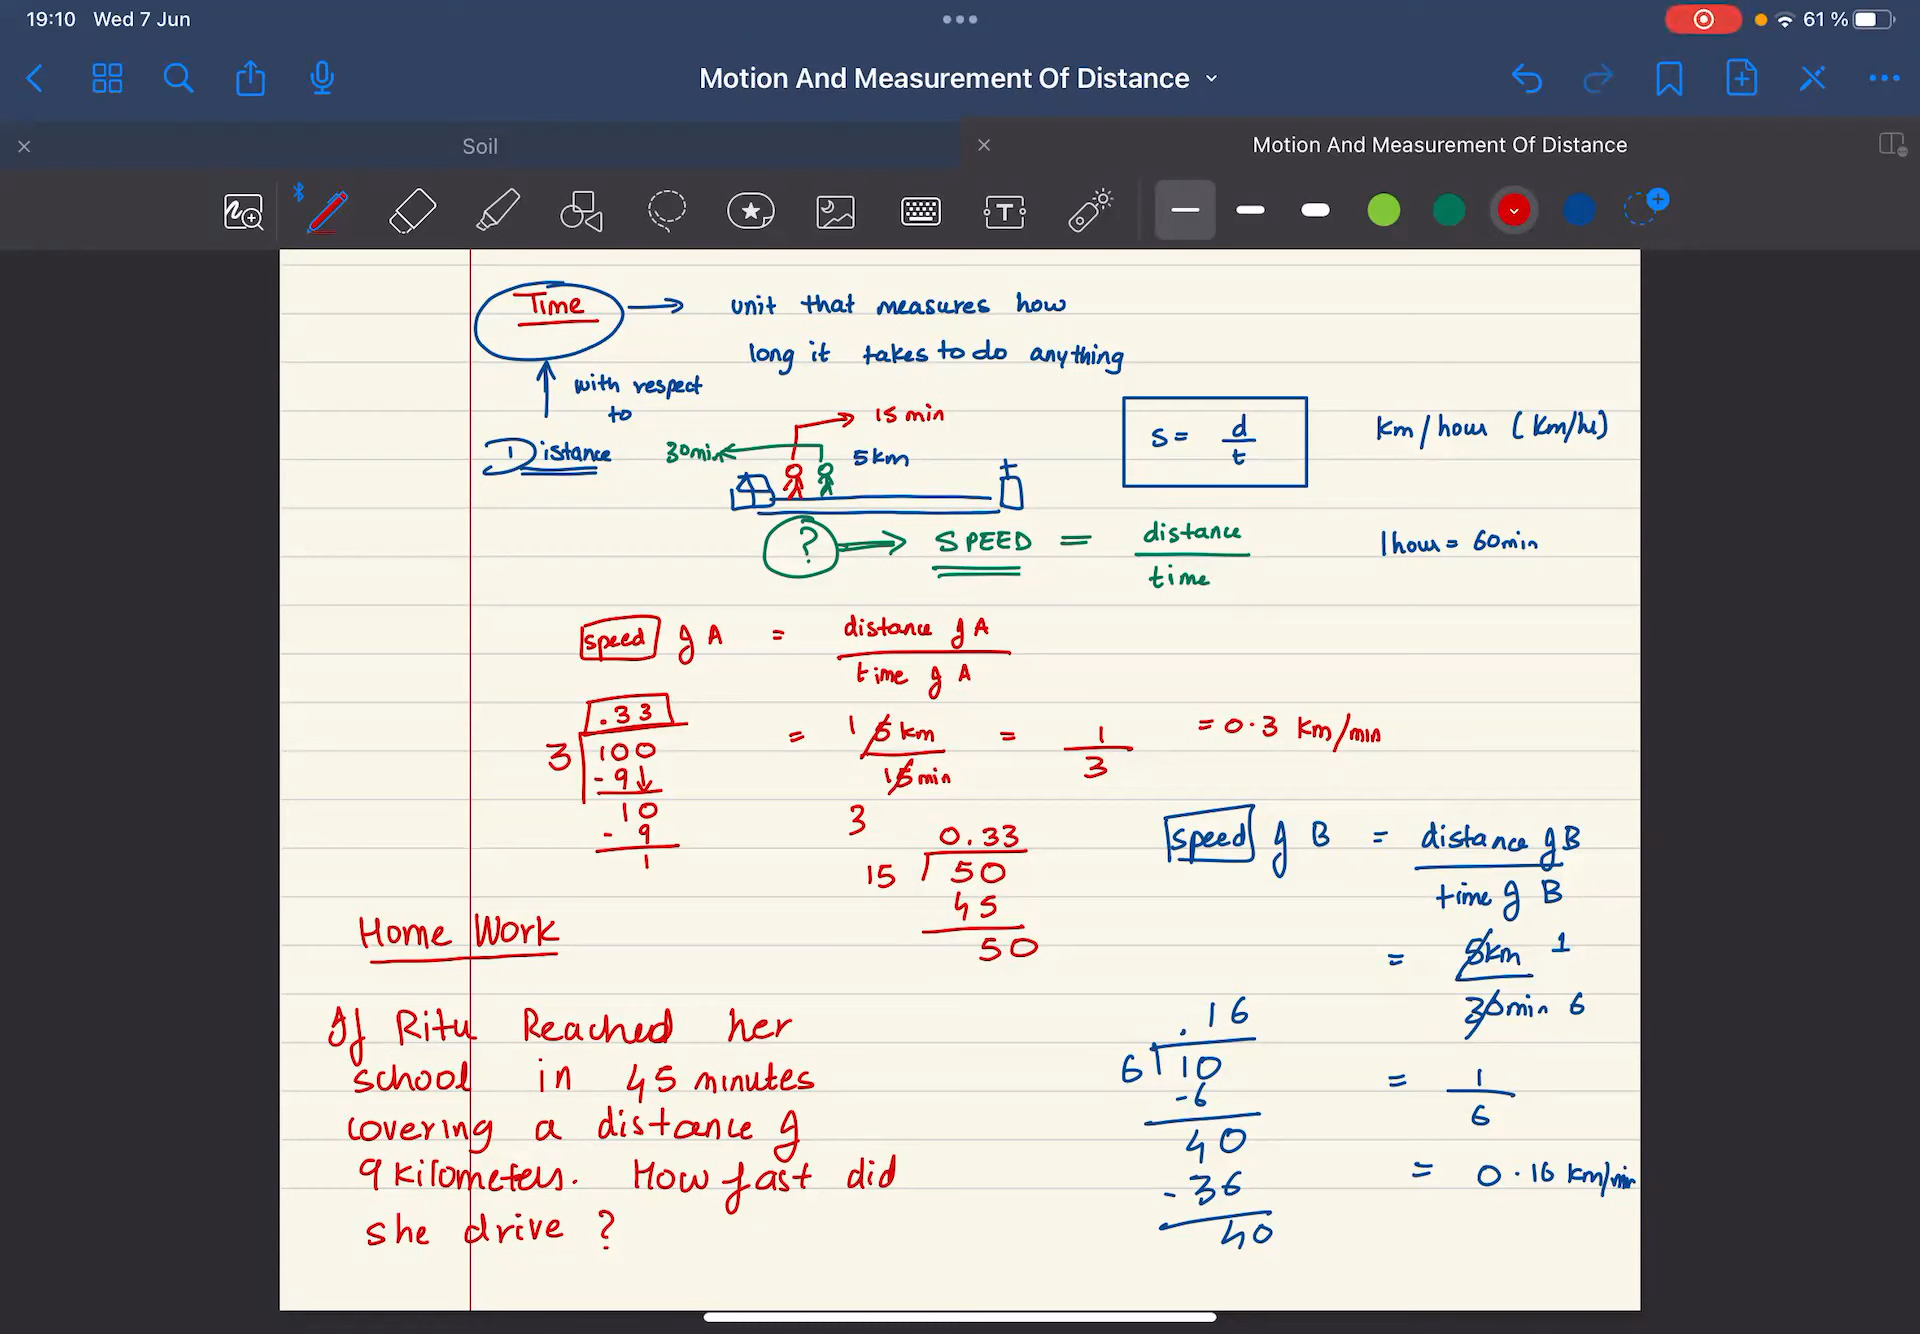 19:10 Wed 7 Jun
61 %
Motion And Measurement Of Distance
Soil
Motion And Measurement Of Distance
T
Time → unit that measures how
long it takes to do anything
with respect
to
Distance
15 min
30min
5km
s = d/t
Km/hour (Km/hr)
? → SPEED = distance/time
1 hour = 60min
speed of A = distance of A/time of A
.33
3 100
- 9↓
10
- 9
1
= 1 5 km/15 min 3 = 1/3 = 0.3 km/min
0.33
15 50
45
50
speed of B = distance of B/time of B
= 5km 1/30min 6
.16
6 10
-6
40
-36
40
= 1/6
= 0.16 km/min
Home Work
If Ritu Reached her
school in 45 minutes
covering a distance of
9 kilometers. How fast did
she drive ?